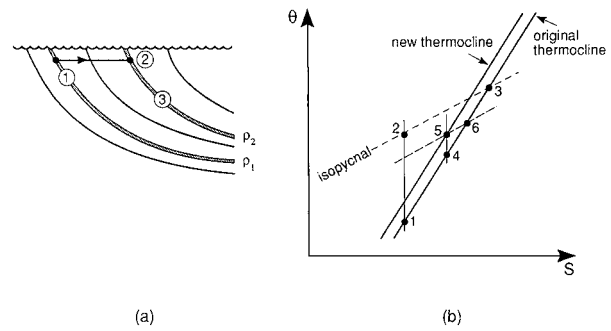 1
2
3
ρ2
ρ1
(a)
θ
new thermocline
original
thermocline
isopycnal
2
3
5
6
4
1
S
(b)